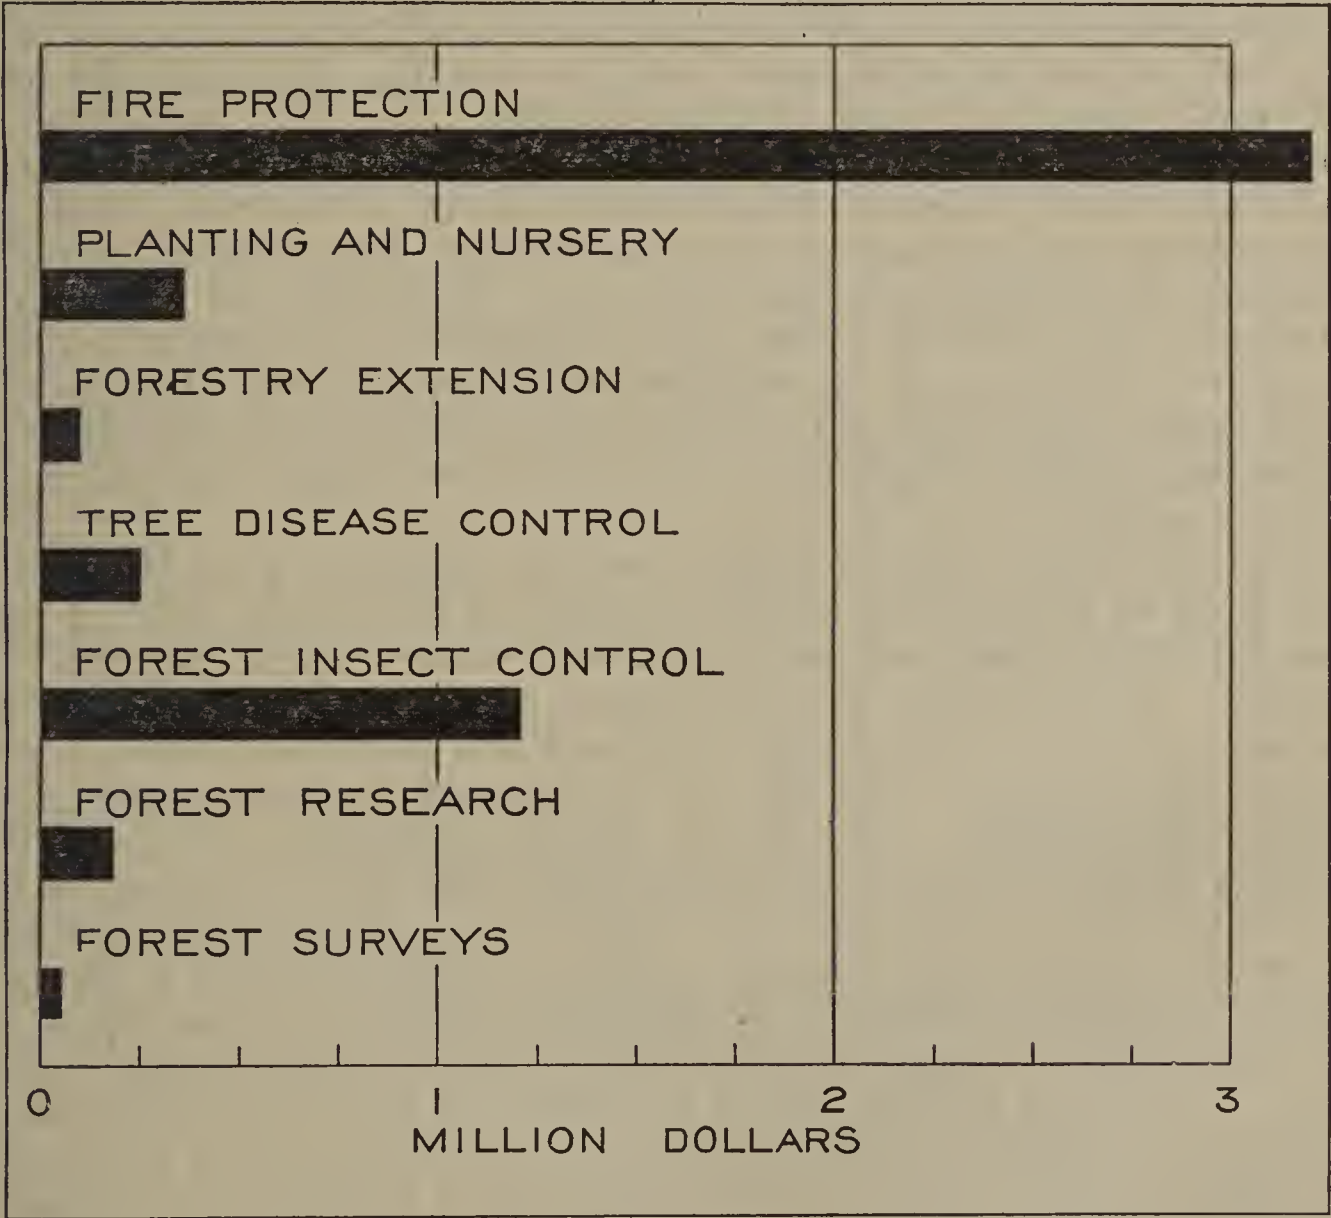 FIRE PROTECTION
PLANTING AND NURSERY
FORESTRY EXTENSION
TREE DISEASE CONTROL
FOREST INSECT CONTROL
FOREST RESEARCH
FOREST SURVEYS
0 1 2 3
MILLION DOLLARS